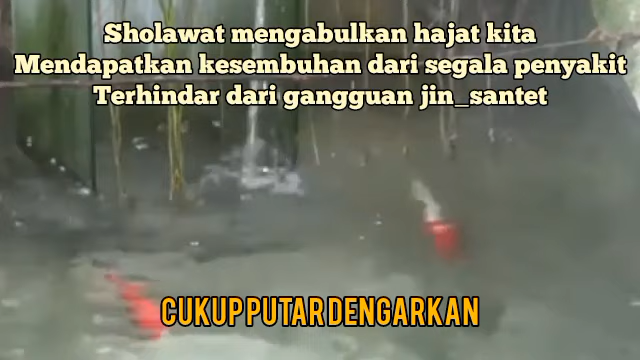 Sholawat mengabulkan hajat kita
Mendapatkan kesembuhan dari segala penyakit
Terhindar dari gangguan jin_santet
CUKUP PUTAR DENGARKAN